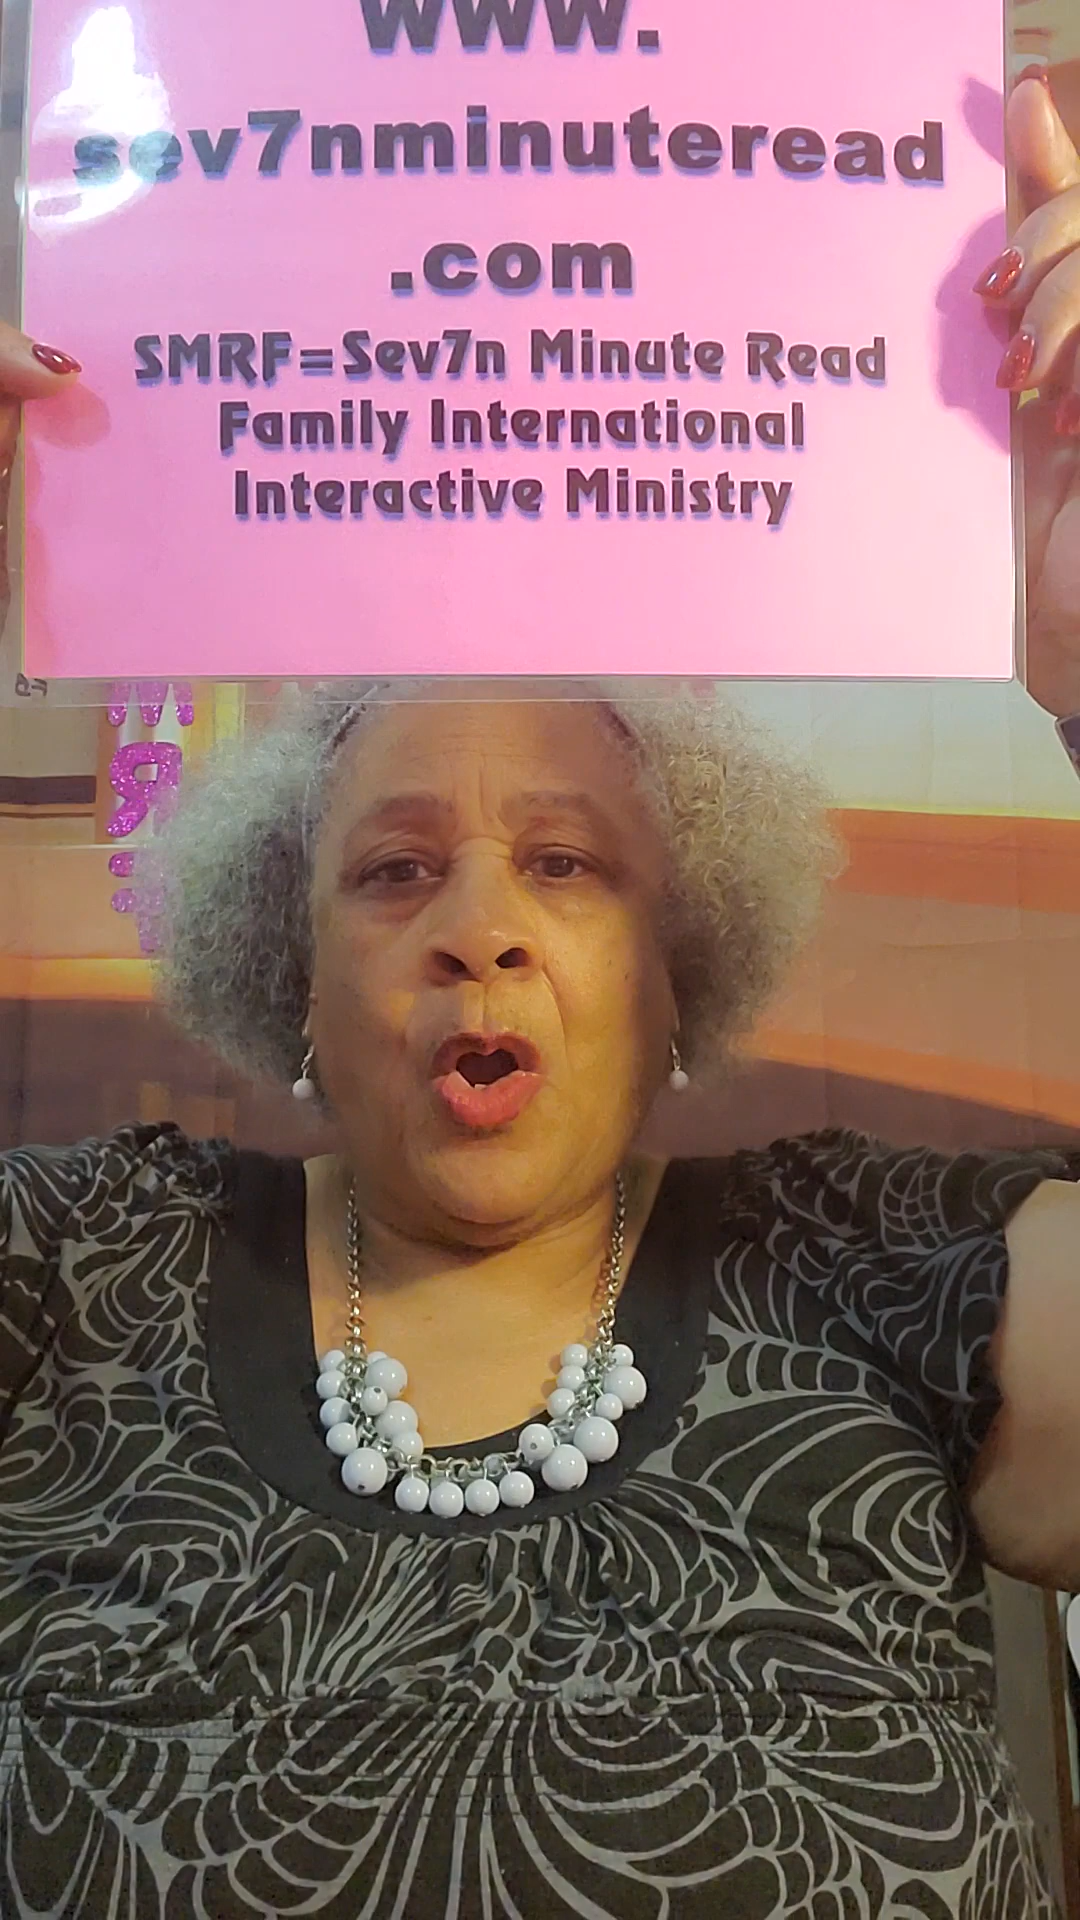 www.
sev7nminuteread
.com
SMRF=Sev7n Minute Read
Family International
Interactive Ministry